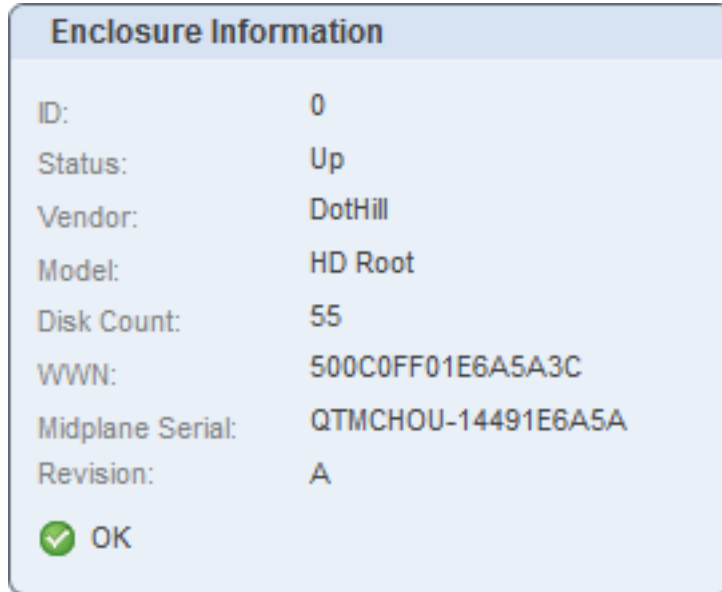 Enclosure Information
ID: 0
Status: Up
Vendor: DotHill
Model: HD Root
Disk Count: 55
WWN: 500C0FF01E6A5A3C
Midplane Serial: QTMCHOU-14491E6A5A
Revision: A
OK